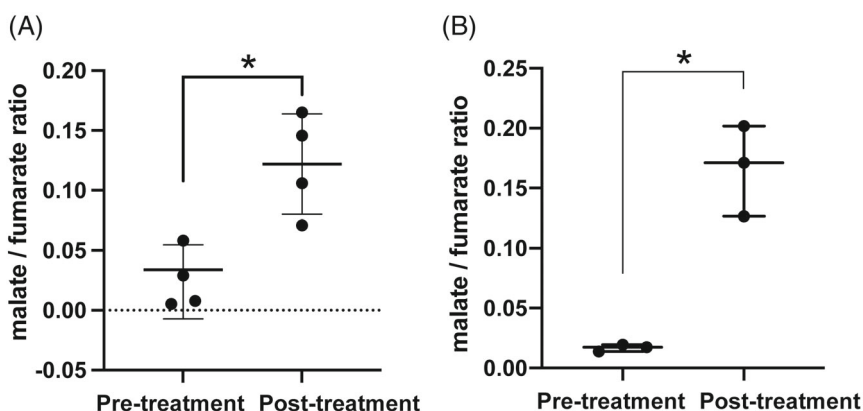 (A)
malate / fumarate ratio
0.20
0.15
0.10
0.05
0.00
-0.05
*
Pre-treatment Post-treatment
(B)
malate / fumarate ratio
0.25
0.20
0.15
0.10
0.05
0.00
*
Pre-treatment Post-treatment